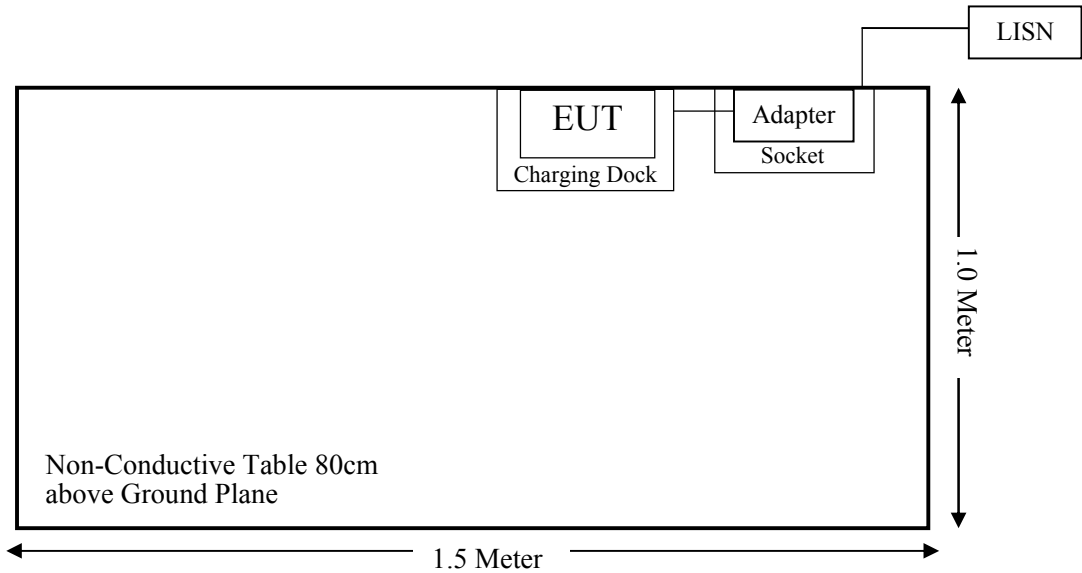 LISN
EUT
Adapter
Socket
Charging Dock
1.0 Meter
Non-Conductive Table 80cm
above Ground Plane
1.5 Meter